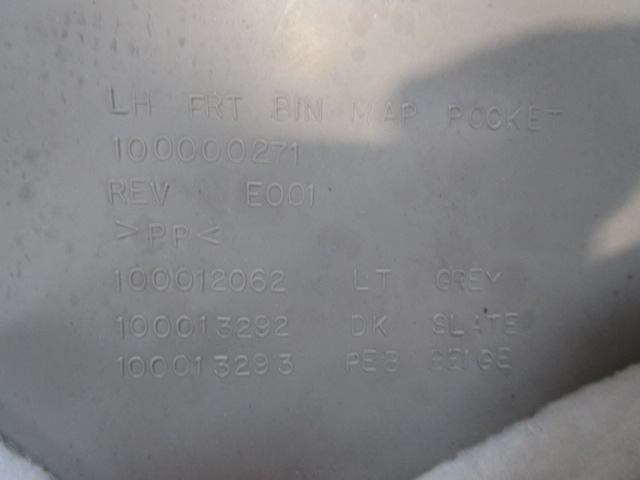 LH FRT BIN MAP POCKET
100000271
REV E001
>PP<
100012062 LT GREY
100013292 DK SLATE
100013293 PEB BEIGE